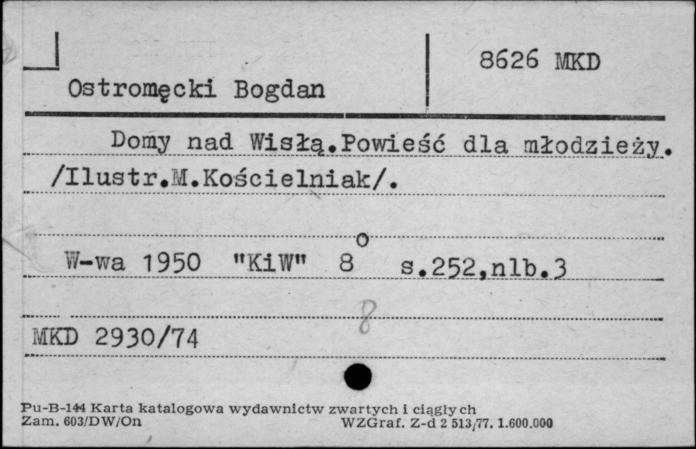 8626 MKD
Ostromęcki Bogdan
Domy nad Wisłą.Powieść dla młodzieży.
/Ilustr.M.Kościelniak/.
W-wa 1950 "KiW" 8° s.252,nlb.3
8
MKD 2930/74
Pu-B-144 Karta katalogowa wydawnictw zwartych i ciągłych
Zam. 603/DW/On WZGraf. Z-d 2 513/77. 1.600.000